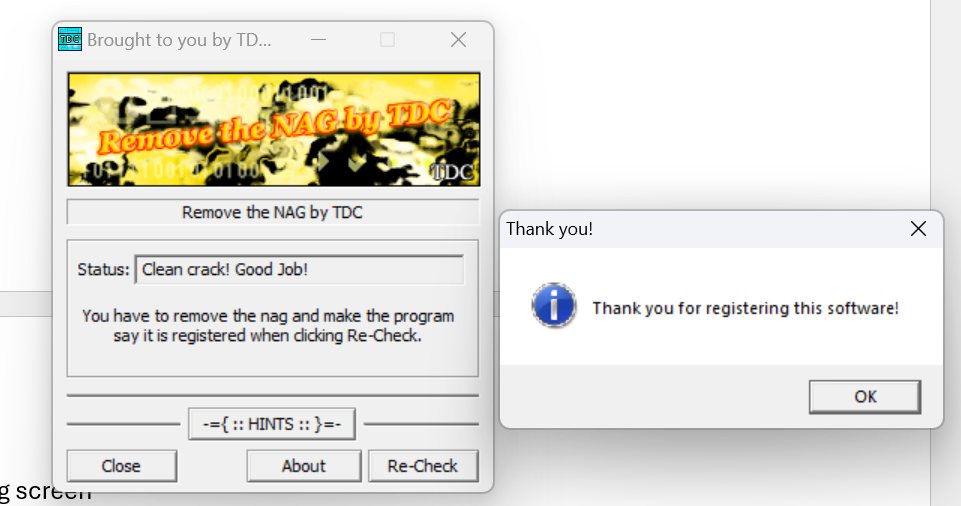 Brought to you by TD...
Remove the NAG by TDC
TDC
Remove the NAG by TDC
Status: Clean crack! Good Job!
You have to remove the nag and make the program
say it is registered when clicking Re-Check.
-={ :: HINTS :: }=-
Close About Re-Check
g screen
Thank you!
Thank you for registering this software!
OK